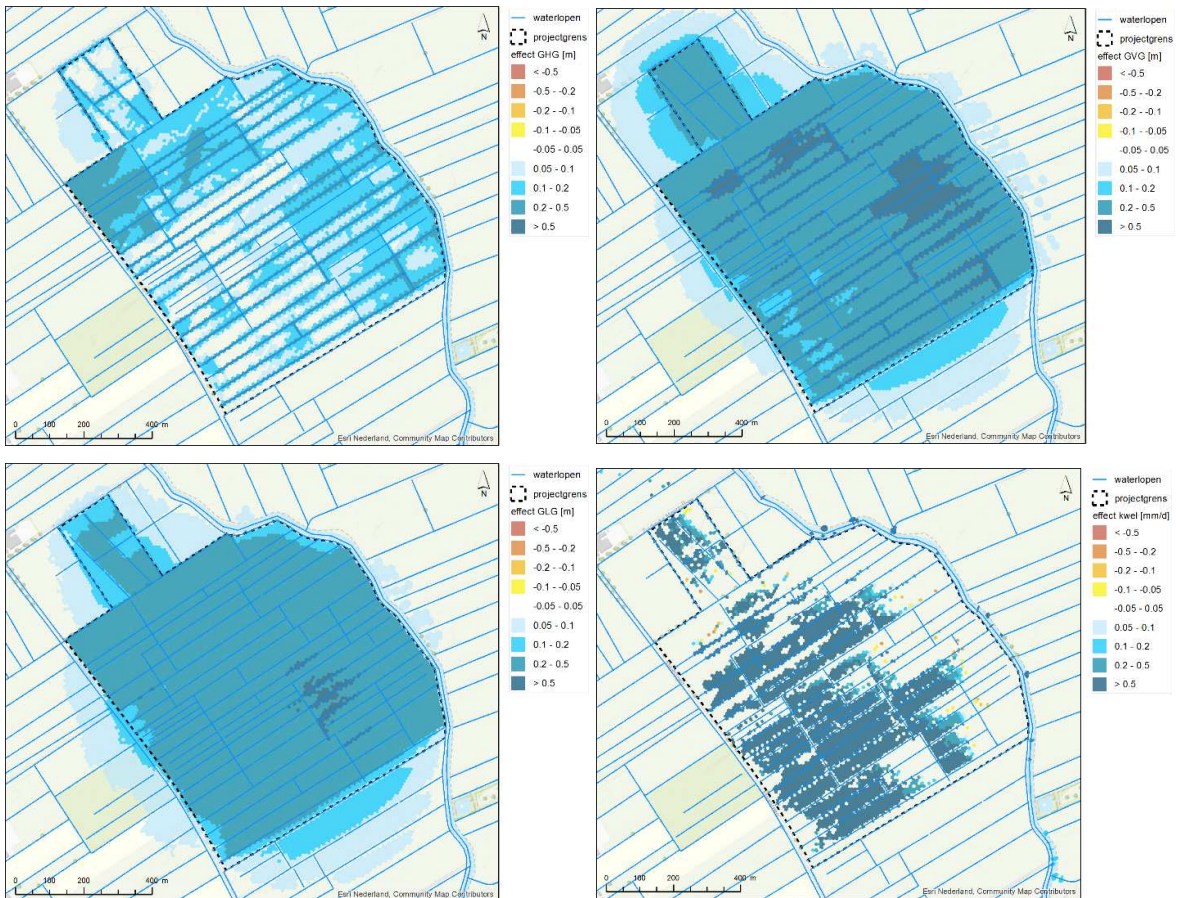 waterlopen
projectgrens
effect GHG [m]
< -0.5
-0.5 - -0.2
-0.2 - -0.1
-0.1 - -0.05
-0.05 - 0.05
0.05 - 0.1
0.1 - 0.2
0.2 - 0.5
> 0.5
N
0 100 200 400 m
Esri Nederland, Community Map Contributors
waterlopen
projectgrens
effect GVG [m]
< -0.5
-0.5 - -0.2
-0.2 - -0.1
-0.1 - -0.05
-0.05 - 0.05
0.05 - 0.1
0.1 - 0.2
0.2 - 0.5
> 0.5
N
0 100 200 400 m
Esri Nederland, Community Map Contributors
waterlopen
projectgrens
effect GLG [m]
< -0.5
-0.5 - -0.2
-0.2 - -0.1
-0.1 - -0.05
-0.05 - 0.05
0.05 - 0.1
0.1 - 0.2
0.2 - 0.5
> 0.5
N
0 100 200 400 m
Esri Nederland, Community Map Contributors
waterlopen
projectgrens
effect kwel [mm/d]
< -0.5
-0.5 - -0.2
-0.2 - -0.1
-0.1 - -0.05
-0.05 - 0.05
0.05 - 0.1
0.1 - 0.2
0.2 - 0.5
> 0.5
N
0 100 200 400 m
Esri Nederland, Community Map Contributors